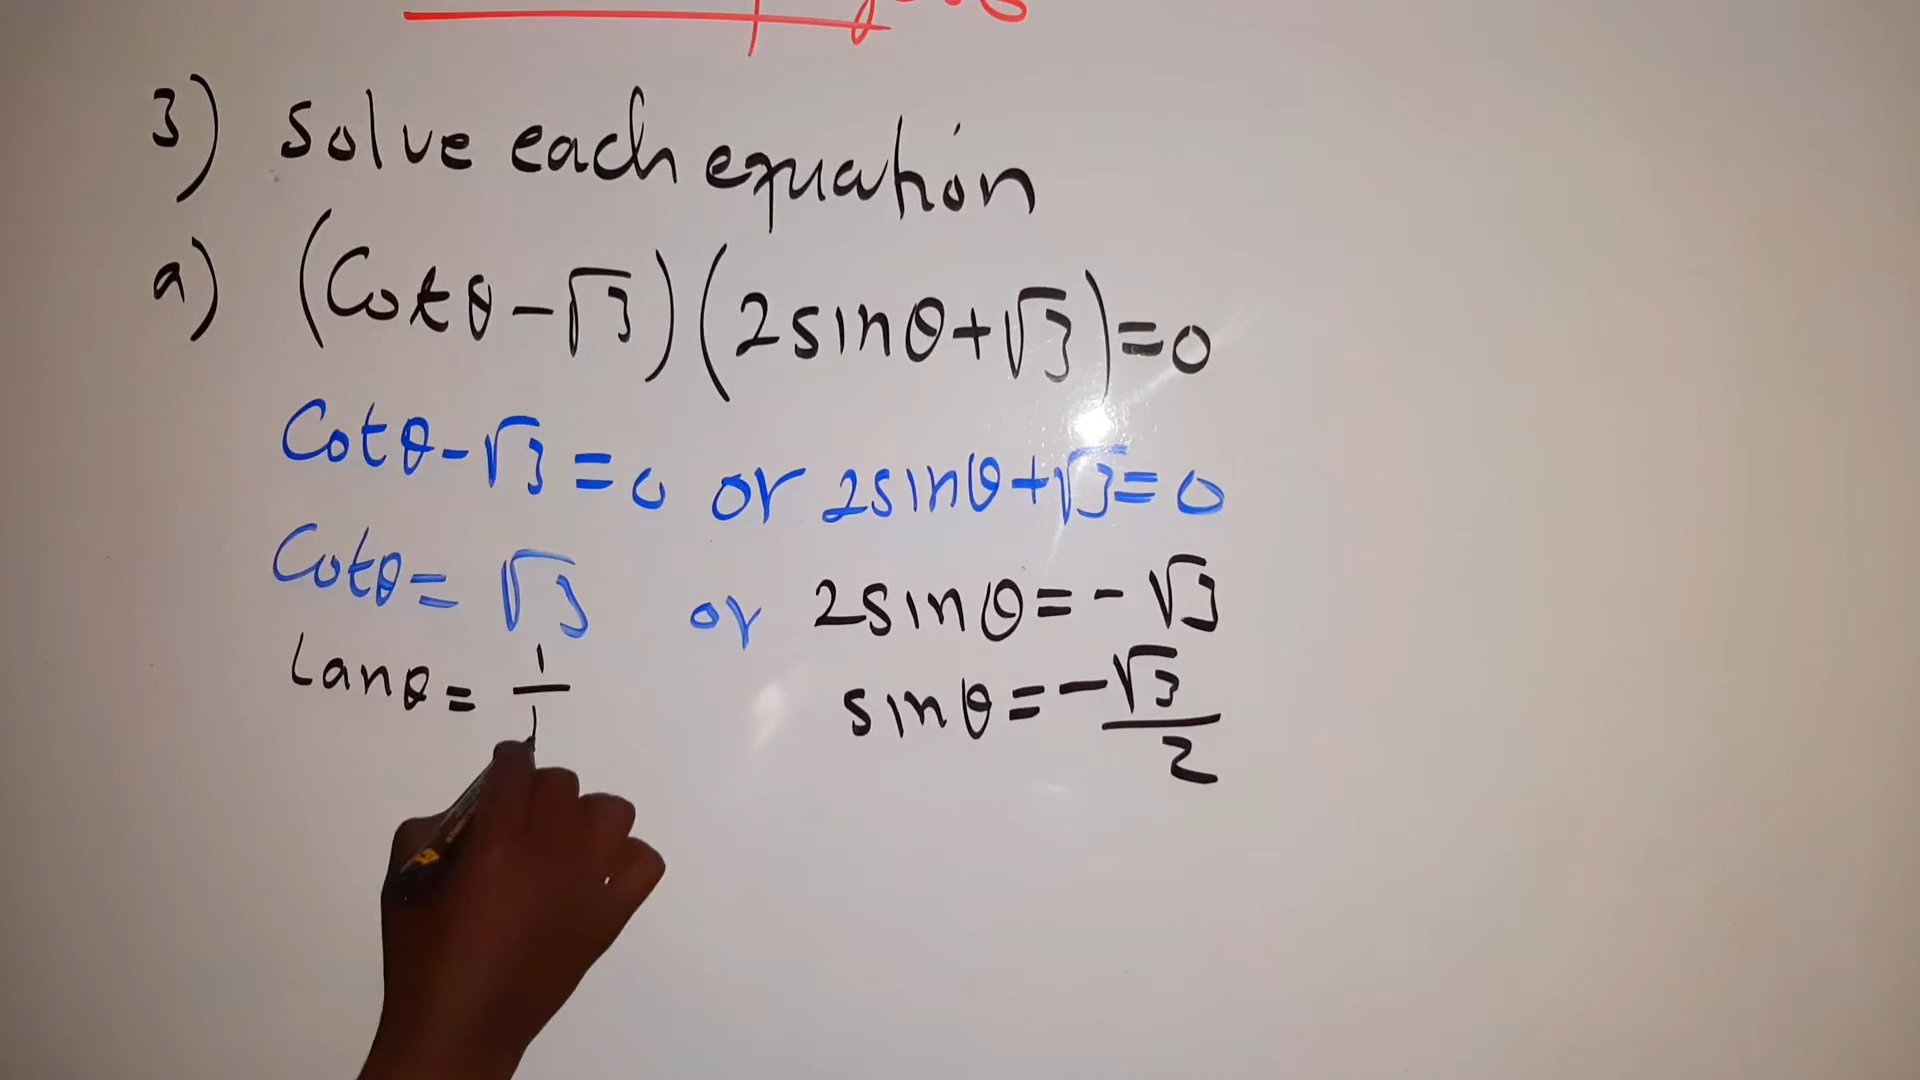 3) solve each equation
a) (Cotθ-√3)(2sinθ+√3)=0
Cotθ-√3=0 or 2sinθ+√3=0
Cotθ=√3 or 2sinθ=-√3
tanθ=1/ sinθ=-√3/2